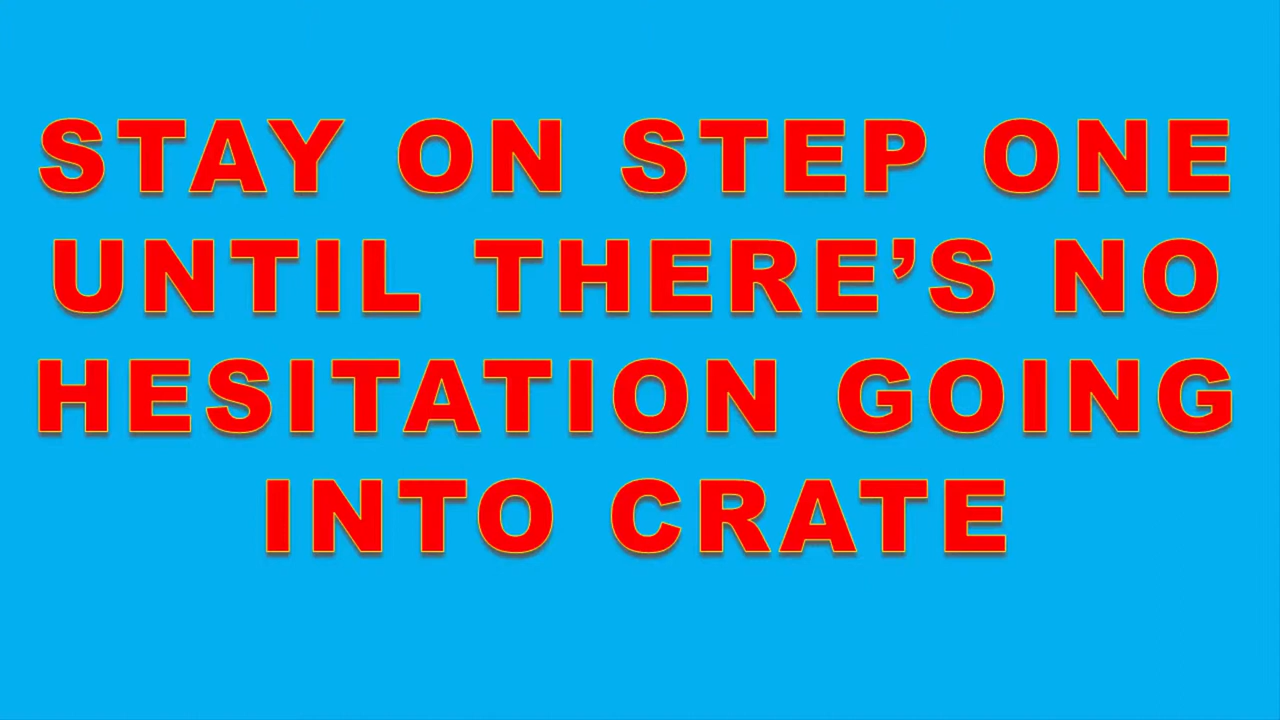 STAY ON STEP ONE
UNTIL THERE’S NO
HESITATION GOING
INTO CRATE